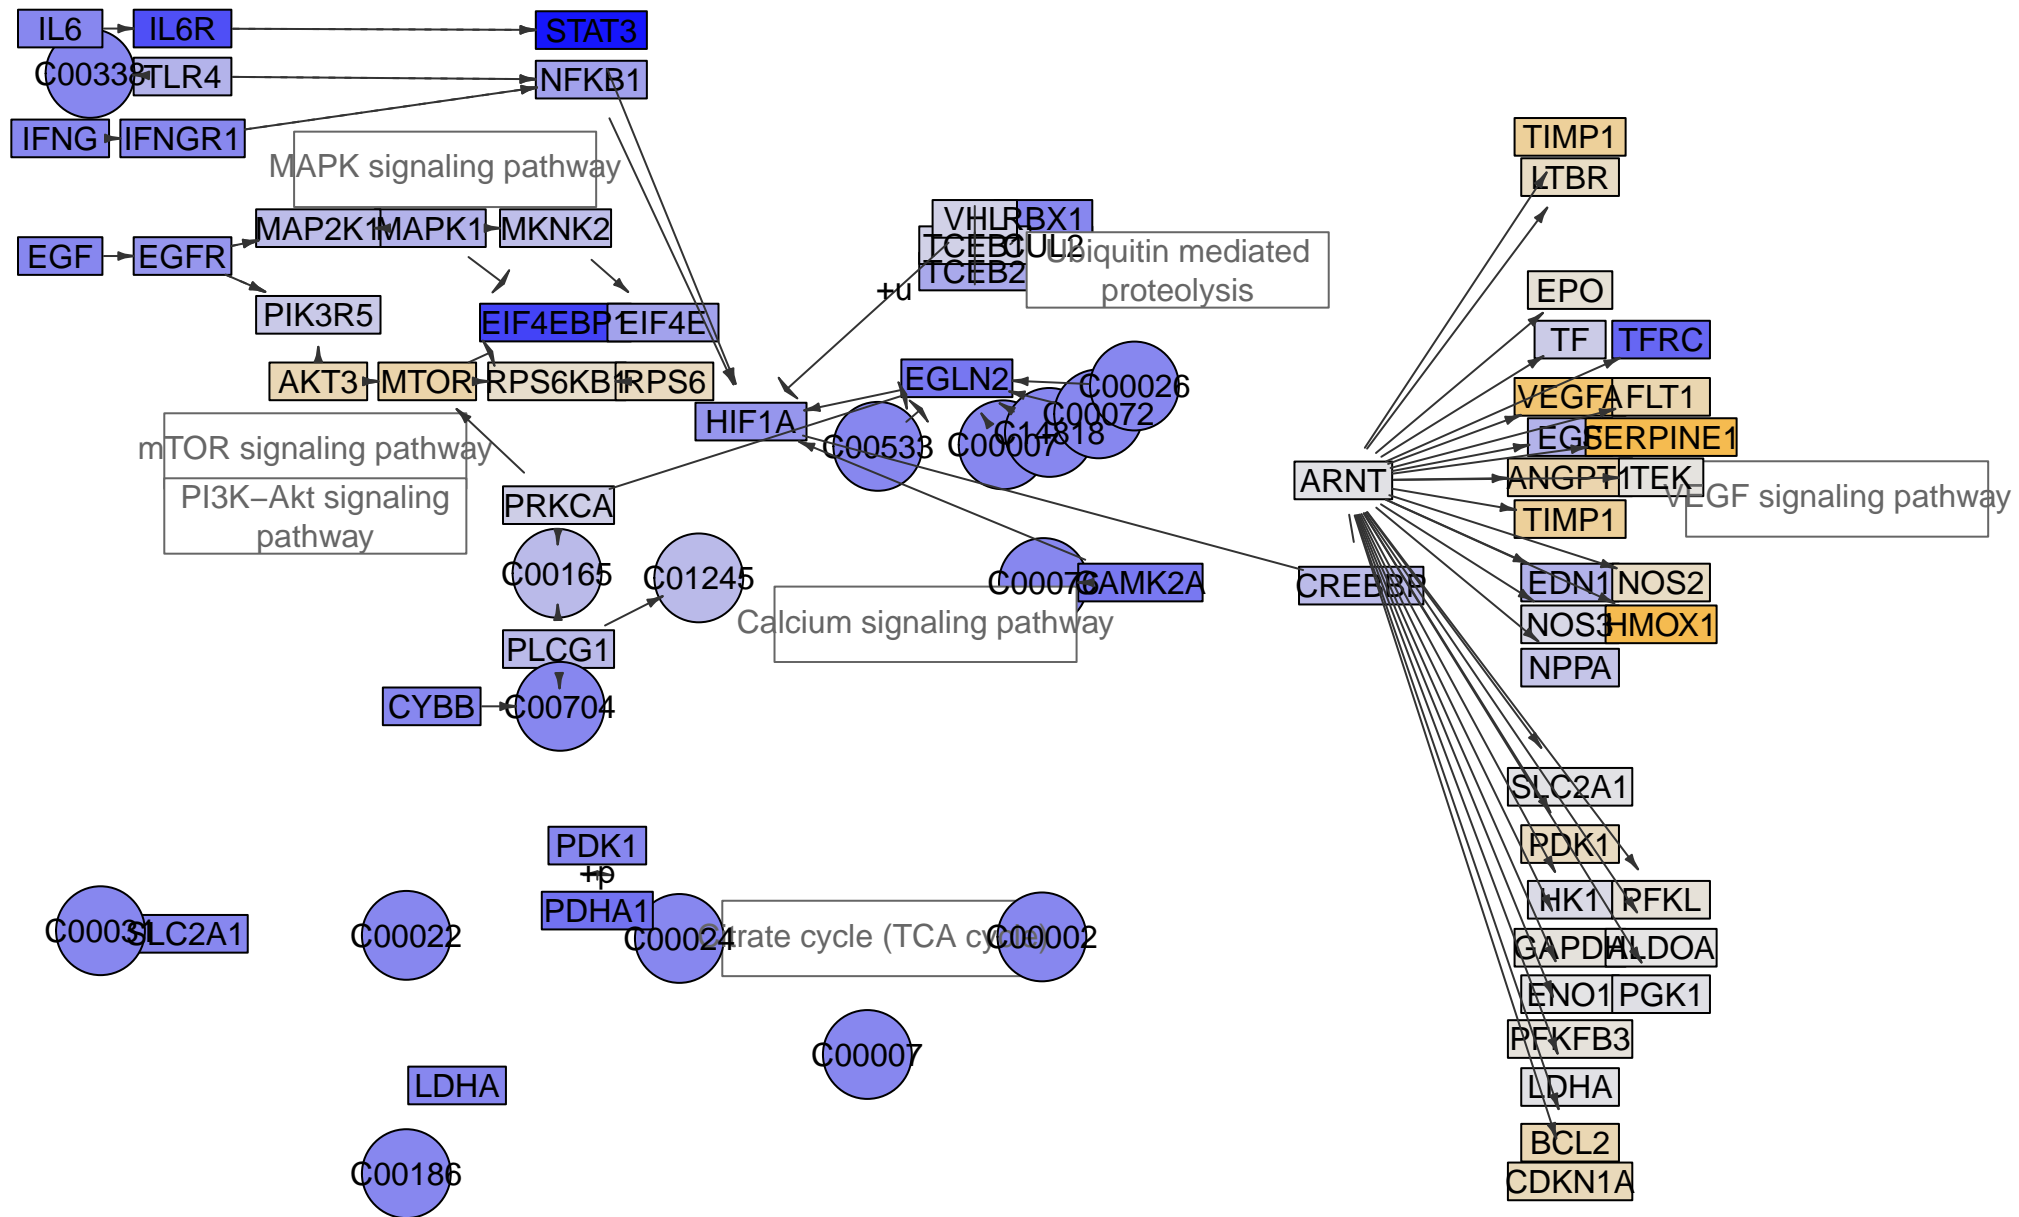 IL6
IL6R
STAT3
C00338
TLR4
NFKB1
IFNG
IFNGR1
TIMP1
LTBR
MAPK signaling pathway
MAP2K1
MAPK1
MKNK2
VHL
RBX1
TCEB1
CUL2
TCEB2
Ubiquitin mediated
proteolysis
EGF
EGFR
+u
EPO
PIK3R5
EIF4EBP1
EIF4E
TF
TFRC
AKT3
MTOR
RPS6KB1
RPS6
EGLN2
C00026
C00072
C14818
C00007
C00533
HIF1A
VEGFA
FLT1
EGF
SERPINE1
mTOR signaling pathway
PI3K–Akt signaling
pathway
ARNT
ANGPT1
TEK
VEGF signaling pathway
PRKCA
TIMP1
C00165
C01245
C00076
CAMK2A
CREBBP
EDN1
NOS2
Calcium signaling pathway
NOS3
HMOX1
PLCG1
NPPA
CYBB
C00704
SLC2A1
PDK1
+p
PDK1
PDHA1
HK1
PFKL
C00031
SLC2A1
C00022
C00024
Citrate cycle (TCA cycle)
C00002
GAPDH
ALDOA
ENO1
PGK1
PFKFB3
C00007
LDHA
LDHA
BCL2
C00186
CDKN1A